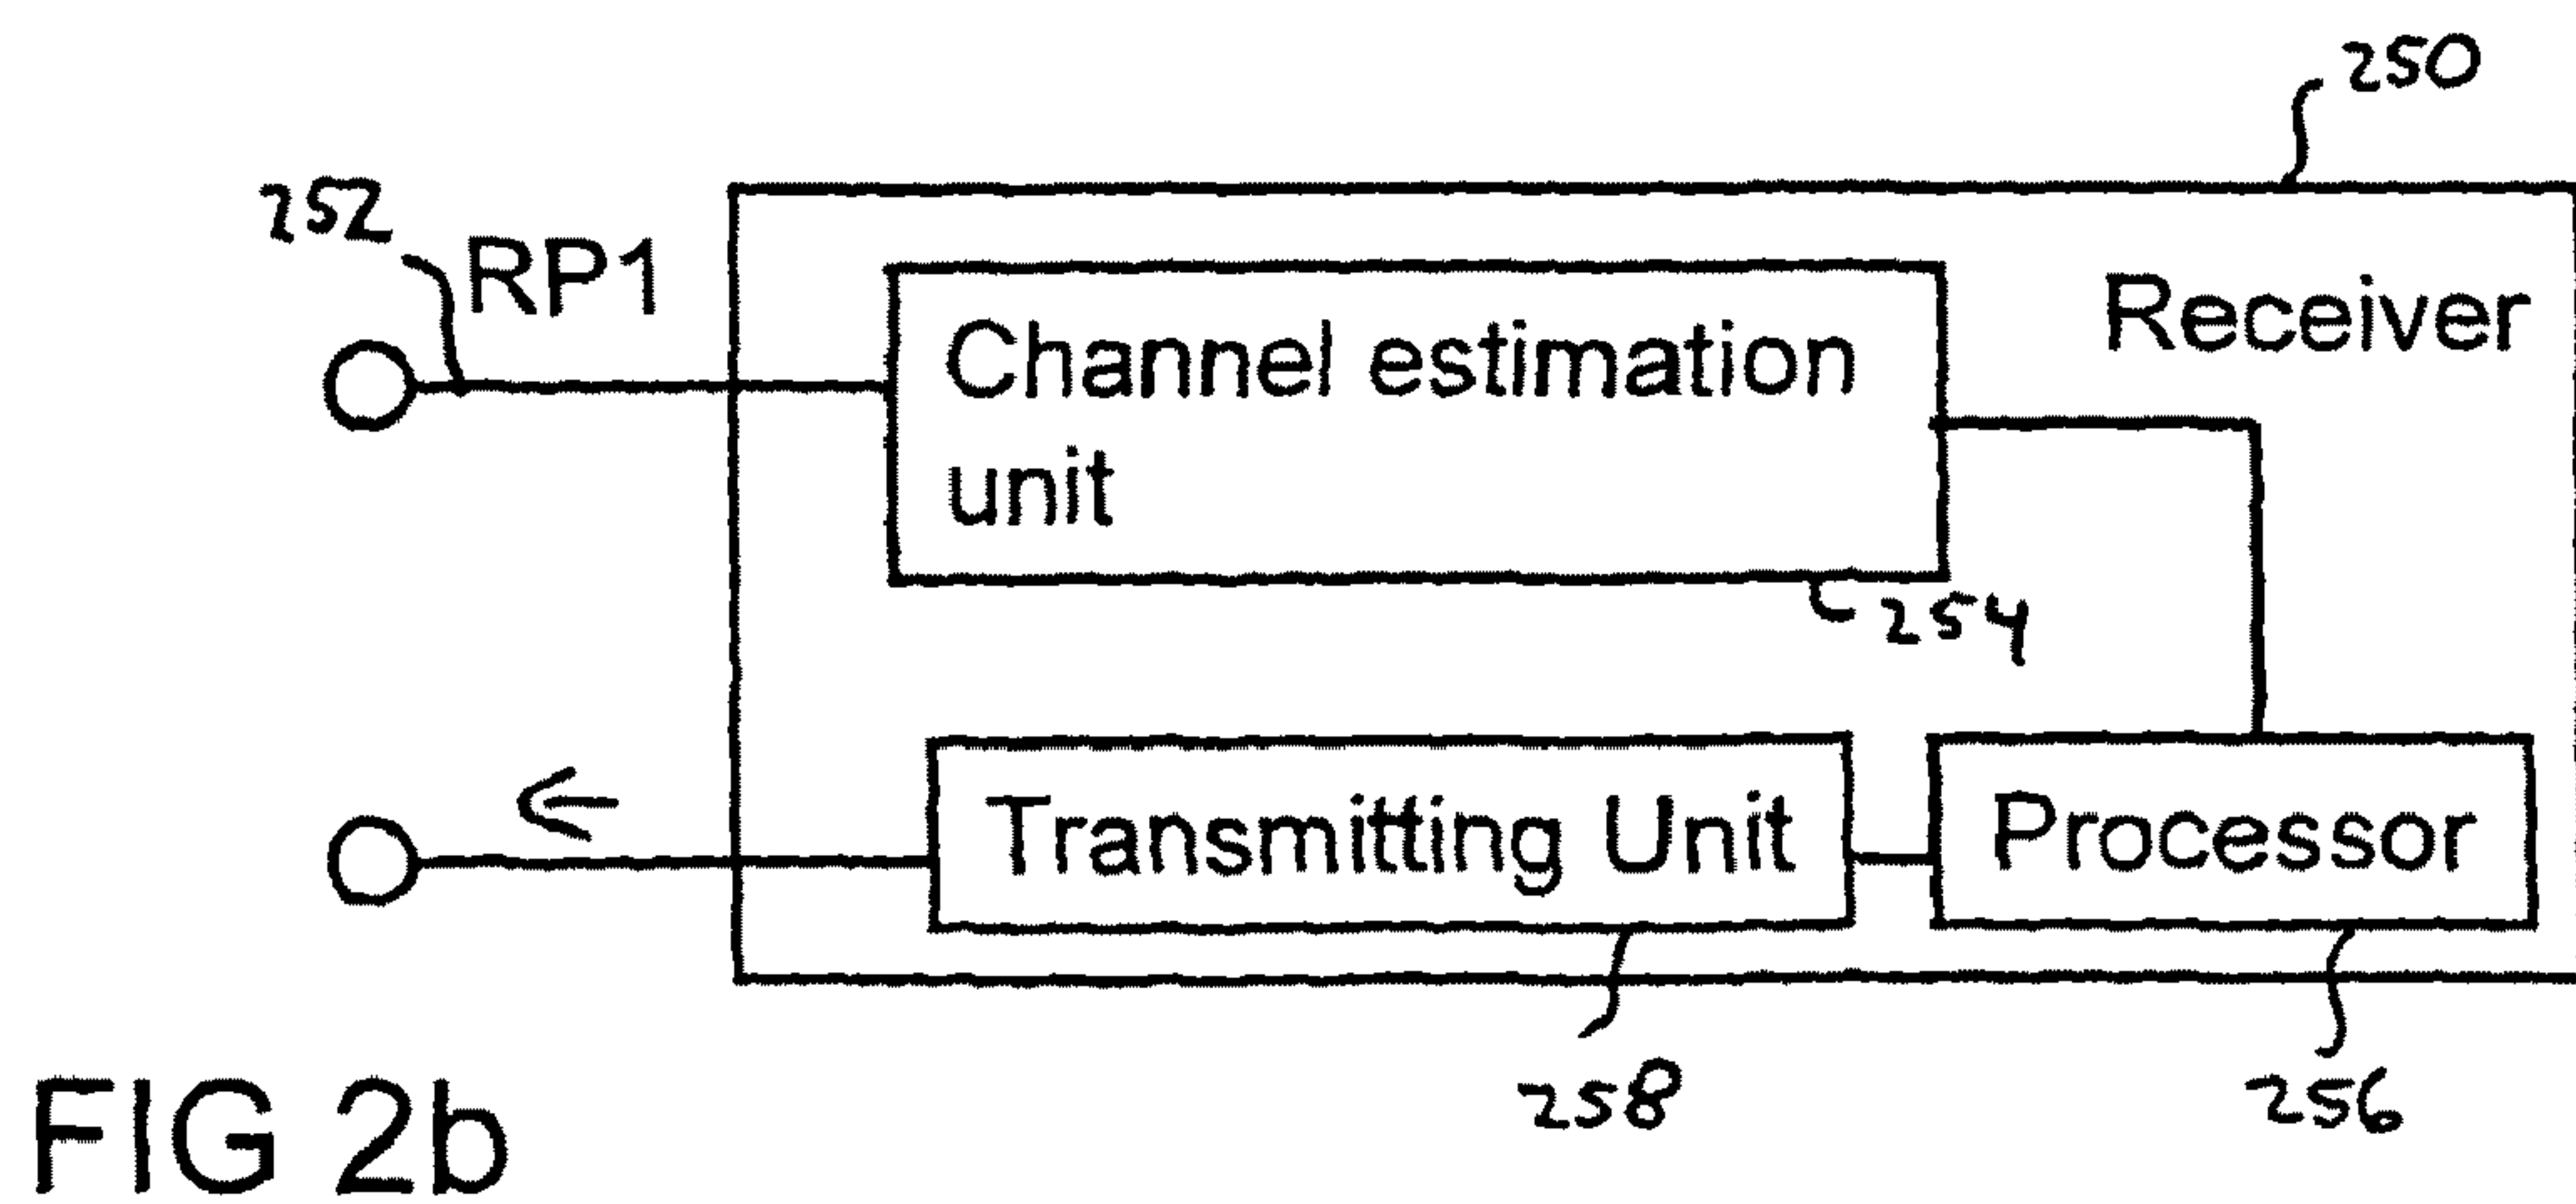 250
252
RP1
Receiver
Channel estimation
unit
254
Transmitting Unit
Processor
258
256
FIG 2b